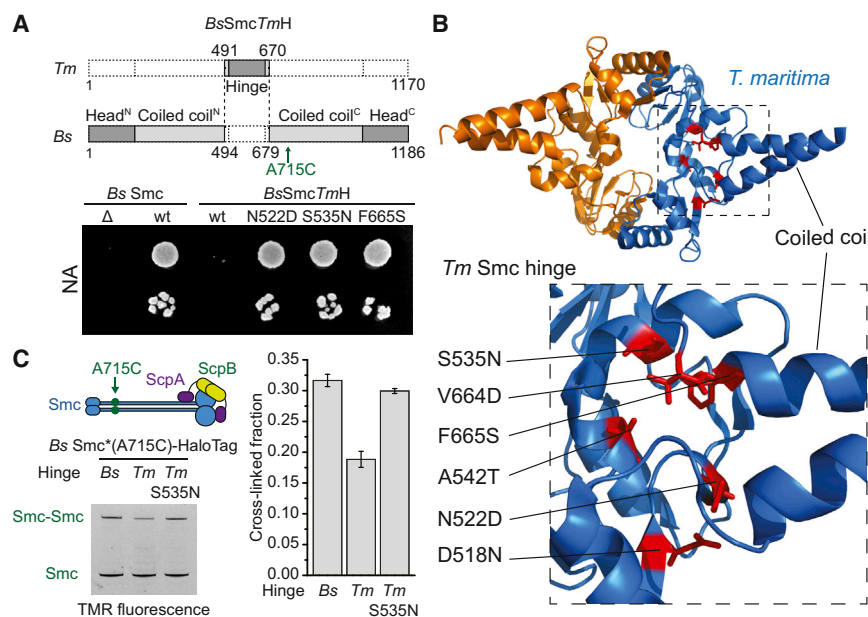 A
BsSmcTmH
491 670
Tm
1 Hinge 1170
Head^N Coiled coil^N Coiled coil^C Head^C
Bs
1 494 679 1186
A715C
Bs Smc BsSmcTmH
Δ wt wt N522D S535N F665S
NA
B
T. maritima
Coiled coi
Tm Smc hinge
S535N
V664D
F665S
A542T
N522D
D518N
C
A715C
ScpB
ScpA
Smc
Bs Smc*(A715C)-HaloTag
Hinge Bs Tm Tm
S535N
Smc-Smc
Smc
TMR fluorescence
Cross-linked fraction
0.35
0.30
0.25
0.20
0.15
0.10
0.05
0.00
Hinge Bs Tm Tm
S535N